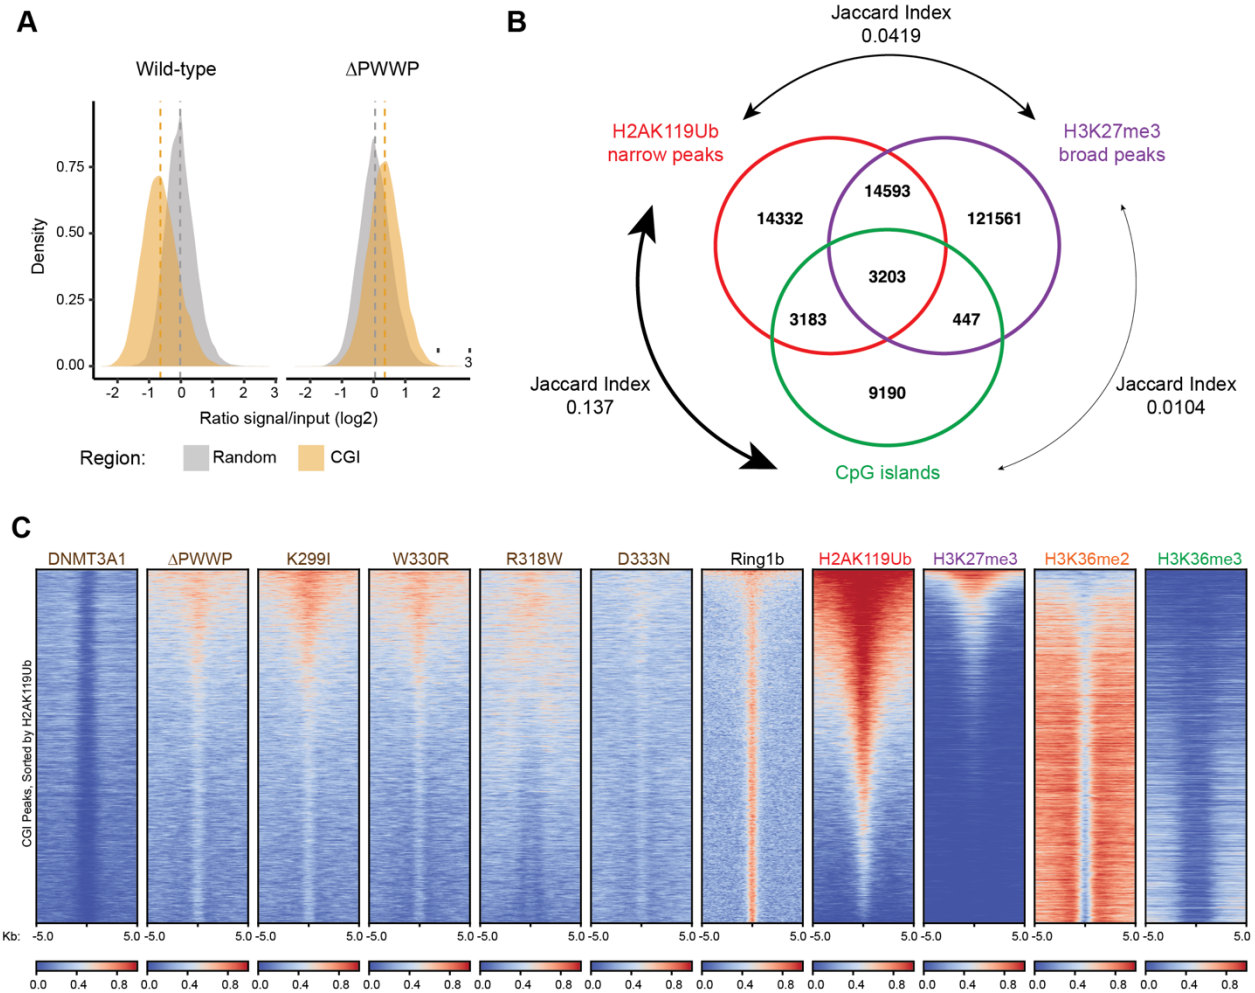 A
Wild-type
ΔPWWP
Density
0.75
0.50
0.25
0.00
-2 -1 0 1 2 3
-2 -1 0 1 2
3
Ratio signal/input (log2)
Region: Random CGI
B
Jaccard Index
0.0419
H2AK119Ub
narrow peaks
H3K27me3
broad peaks
14593
14332
121561
3203
3183
447
9190
Jaccard Index
0.137
Jaccard Index
0.0104
CpG islands
C
DNMT3A1 ΔPWWP K299I W330R R318W D333N Ring1b H2AK119Ub H3K27me3 H3K36me2 H3K36me3
CGI Peaks, Sorted by H2AK119Ub
Kb: -5.0 5.0 -5.0 5.0 -5.0 5.0 -5.0 5.0 -5.0 5.0 -5.0 5.0 -5.0 5.0 -5.0 5.0 -5.0 5.0 -5.0 5.0 -5.0 5.0
0.0 0.4 0.8 0.0 0.4 0.8 0.0 0.4 0.8 0.0 0.4 0.8 0.0 0.4 0.8 0.0 0.4 0.8 0.0 0.4 0.8 0.0 0.4 0.8 0.0 0.4 0.8 0.0 0.4 0.8 0.0 0.4 0.8